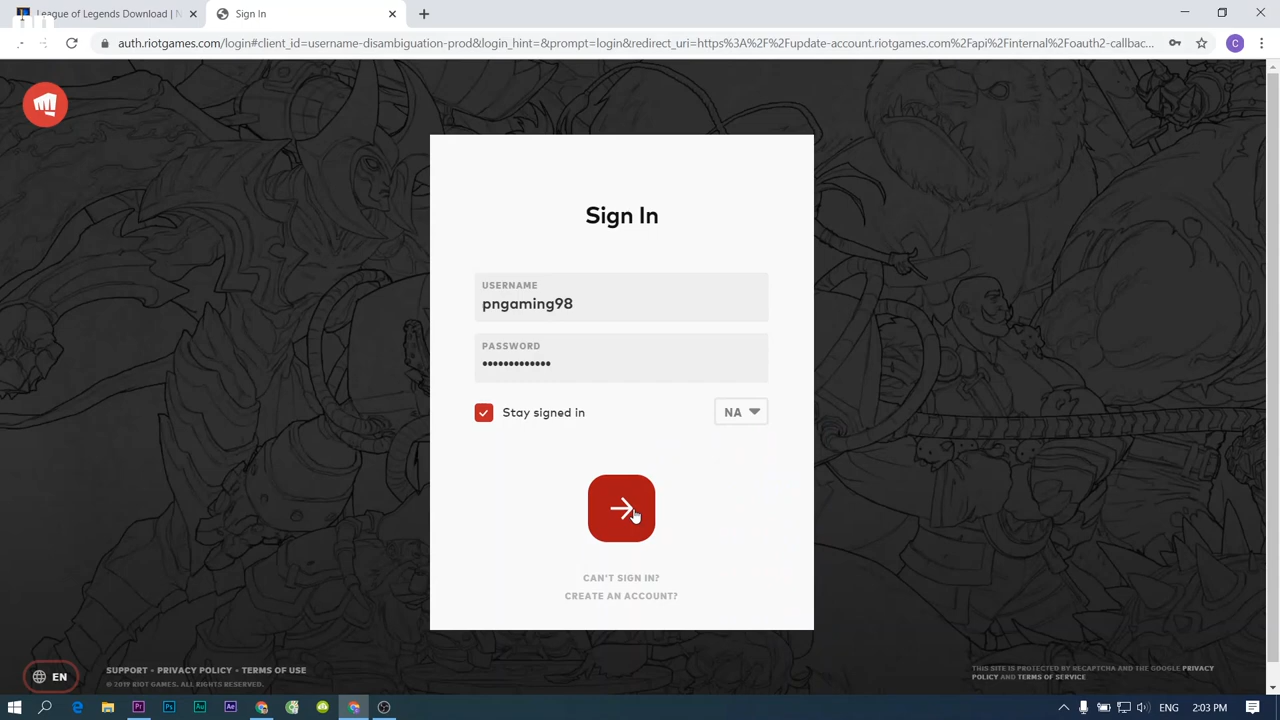 League of Legends Download | N
Sign In
auth.riotgames.com/login#client_id=username-disambiguation-prod&login_hint=&prompt=login&redirect_uri=https%3A%2F%2Fupdate-account.riotgames.com%2Fapi%2Finternal%2Foauth2-callbac...
C
Sign In
USERNAME
pngaming98
PASSWORD
•••••••••••••
Stay signed in
NA
CAN'T SIGN IN?
CREATE AN ACCOUNT?
EN
SUPPORT • PRIVACY POLICY • TERMS OF USE
© 2019 RIOT GAMES. ALL RIGHTS RESERVED.
THIS SITE IS PROTECTED BY RECAPTCHA AND THE GOOGLE PRIVACY
POLICY AND TERMS OF SERVICE
Pr
Ps
Au
Ae
ENG
2:03 PM